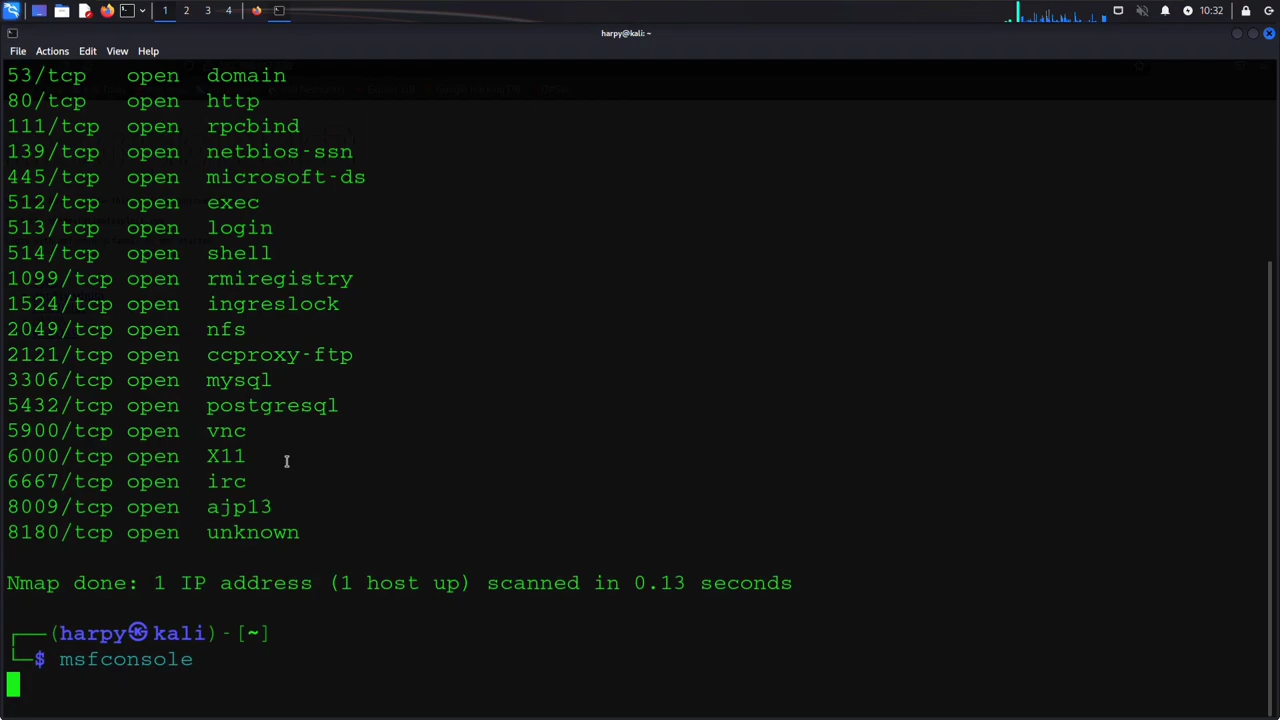 1 2 3 4 10:32
harpy@kali: ~
File Actions Edit View Help
53/tcp open domain
80/tcp open http
111/tcp open rpcbind
139/tcp open netbios-ssn
445/tcp open microsoft-ds
512/tcp open exec
513/tcp open login
514/tcp open shell
1099/tcp open rmiregistry
1524/tcp open ingreslock
2049/tcp open nfs
2121/tcp open ccproxy-ftp
3306/tcp open mysql
5432/tcp open postgresql
5900/tcp open vnc
6000/tcp open X11
6667/tcp open irc
8009/tcp open ajp13
8180/tcp open unknown
Nmap done: 1 IP address (1 host up) scanned in 0.13 seconds
┌──(harpy㉿kali)-[~]
└─$ msfconsole